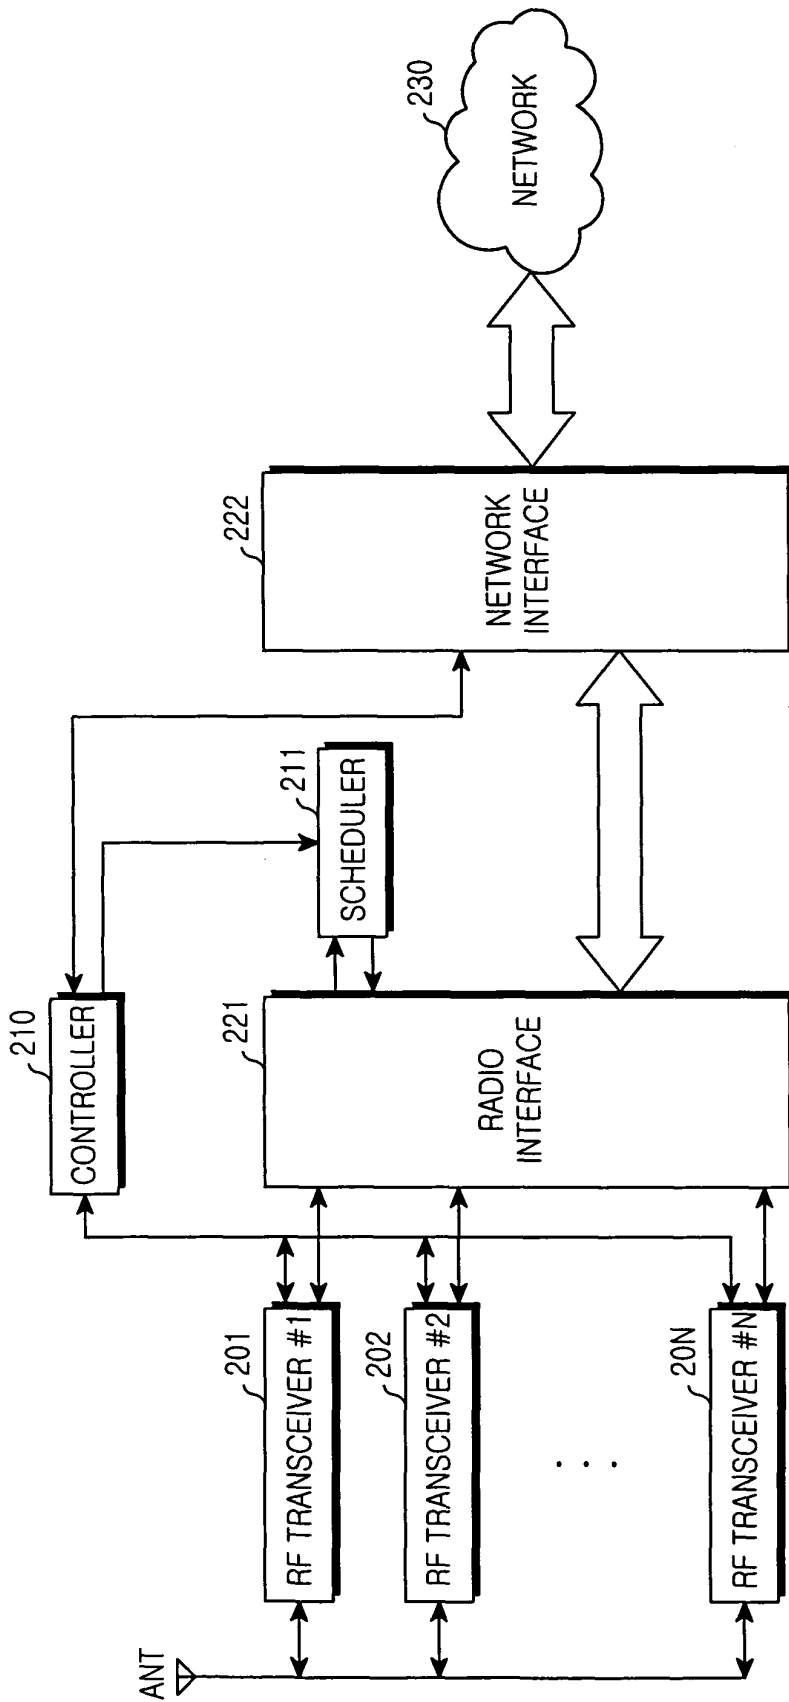 ANT
201
RF TRANSCEIVER #1
202
RF TRANSCEIVER #2
. . .
20N
RF TRANSCEIVER #N
210
CONTROLLER
221
RADIO
INTERFACE
211
SCHEDULER
222
NETWORK
INTERFACE
230
NETWORK